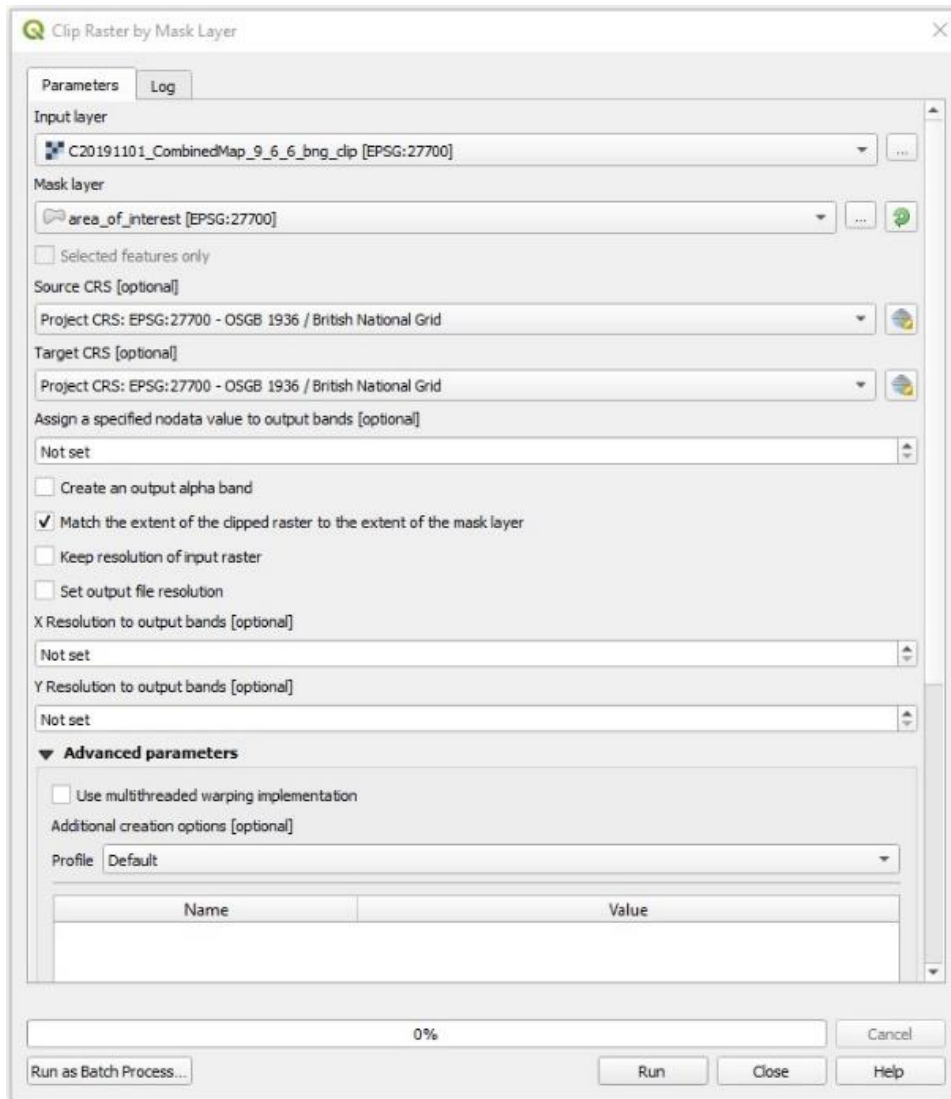 Clip Raster by Mask Layer
Parameters Log
Input layer
C20191101_CombinedMap_9_6_6_bng_clip [EPSG:27700]
...
Mask layer
area_of_interest [EPSG:27700]
...
Selected features only
Source CRS [optional]
Project CRS: EPSG:27700 - OSGB 1936 / British National Grid
Target CRS [optional]
Project CRS: EPSG:27700 - OSGB 1936 / British National Grid
Assign a specified nodata value to output bands [optional]
Not set
Create an output alpha band
Match the extent of the clipped raster to the extent of the mask layer
Keep resolution of input raster
Set output file resolution
X Resolution to output bands [optional]
Not set
Y Resolution to output bands [optional]
Not set
Advanced parameters
Use multithreaded warping implementation
Additional creation options [optional]
Profile Default
Name Value
0% Cancel
Run as Batch Process... Run Close Help